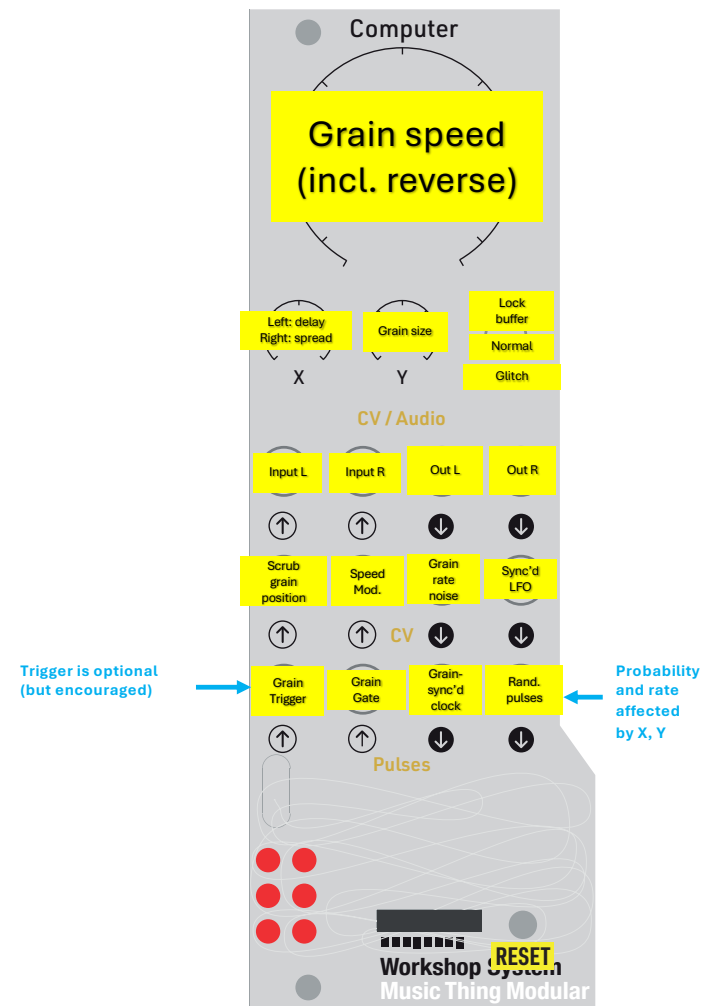 Computer
Grain speed
(incl. reverse)
Left: delay
Right: spread
Grain size
Lock
buffer
Normal
Glitch
X
Y
CV / Audio
Input L
Input R
Out L
Out R
Scrub
grain
position
Speed
Mod.
Grain
rate
noise
Sync'd
LFO
CV
Trigger is optional
(but encouraged)
Grain
Trigger
Grain
Gate
Grain-
sync'd
clock
Rand.
pulses
Probability
and rate
affected
by X, Y
Pulses
RESET
Workshop System
Music Thing Modular